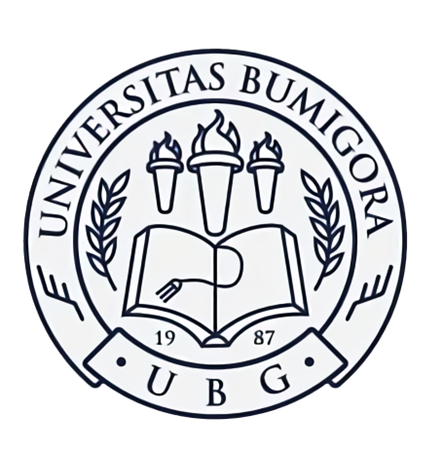 UNIVERSITAS BUMIGORA
19 87
• U B G •